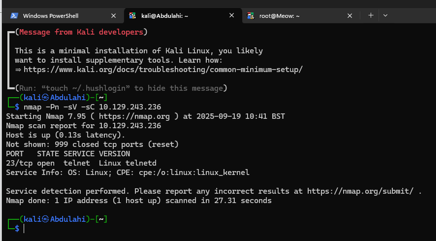 Windows PowerShell
kali@Abdulahi: ~
root@Meow: ~
(Message from Kali developers)
This is a minimal installation of Kali Linux, you likely
want to install supplementary tools. Learn how:
⇒ https://www.kali.org/docs/troubleshooting/common-minimum-setup/
(Run: "touch ~/.hushlogin" to hide this message)
(kali㉿Abdulahi)-[~]
$ nmap -Pn -sV -sC 10.129.243.236
Starting Nmap 7.95 ( https://nmap.org ) at 2025-09-19 10:41 BST
Nmap scan report for 10.129.243.236
Host is up (0.13s latency).
Not shown: 999 closed tcp ports (reset)
PORT   STATE SERVICE VERSION
23/tcp open  telnet  Linux telnetd
Service Info: OS: Linux; CPE: cpe:/o:linux:linux_kernel
Service detection performed. Please report any incorrect results at https://nmap.org/submit/ .
Nmap done: 1 IP address (1 host up) scanned in 27.31 seconds
(kali㉿Abdulahi)-[~]
$